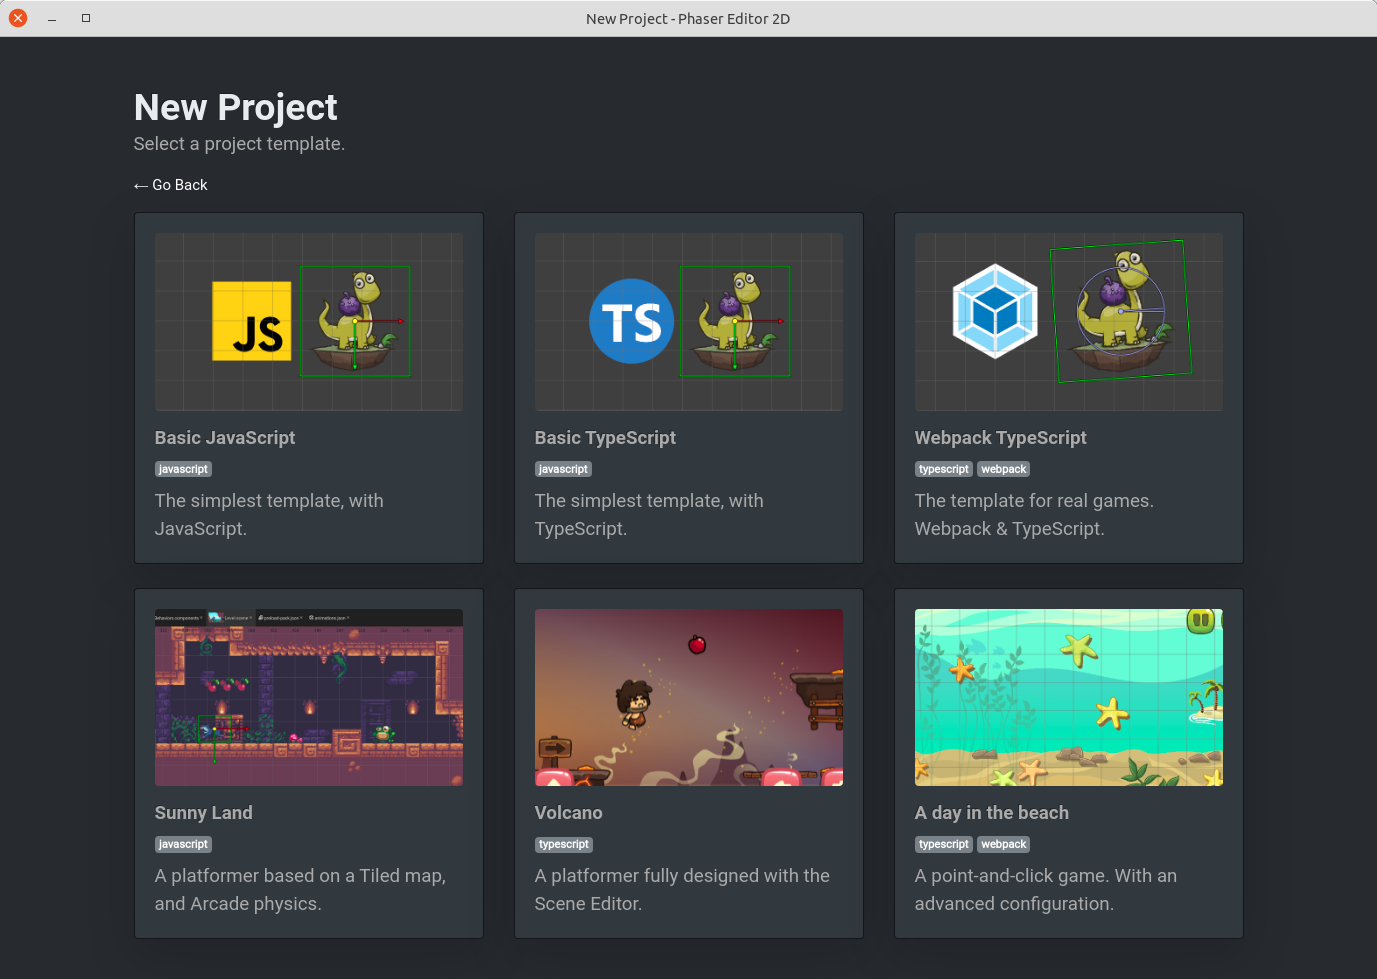 New Project - Phaser Editor 2D
New Project
Select a project template.
← Go Back
JS
TS
Basic JavaScript
Basic TypeScript
Webpack TypeScript
javascript
javascript
typescript webpack
The simplest template, with
JavaScript.
The simplest template, with
TypeScript.
The template for real games.
Webpack & TypeScript.
Sunny Land
Volcano
A day in the beach
javascript
typescript
typescript webpack
A platformer based on a Tiled map,
and Arcade physics.
A platformer fully designed with the
Scene Editor.
A point-and-click game. With an
advanced configuration.